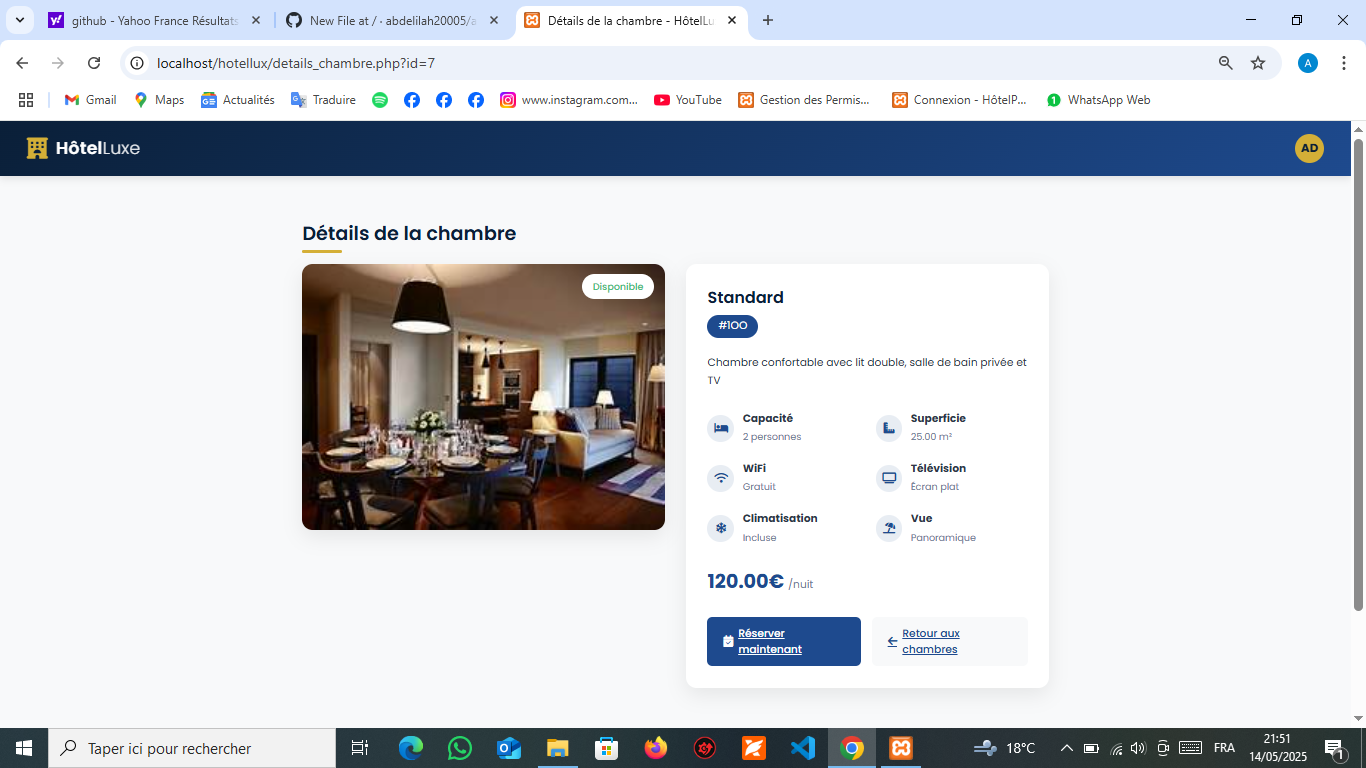 github - Yahoo France Résultats
New File at / · abdelilah20005/a
Détails de la chambre - HôtelLu
localhost/hotellux/details_chambre.php?id=7
A
Gmail
Maps
Actualités
Traduire
www.instagram.com...
YouTube
Gestion des Permis...
Connexion - HôtelP...
1
WhatsApp Web
HôtelLuxe
AD
Détails de la chambre
Disponible
Standard
#100
Chambre confortable avec lit double, salle de bain privée et
TV
Capacité
2 personnes
Superficie
25.00 m²
WiFi
Gratuit
Télévision
Écran plat
Climatisation
Incluse
Vue
Panoramique
120.00€ /nuit
Réserver
maintenant
Retour aux
chambres
Taper ici pour rechercher
18°C
FRA
21:51
14/05/2025
1